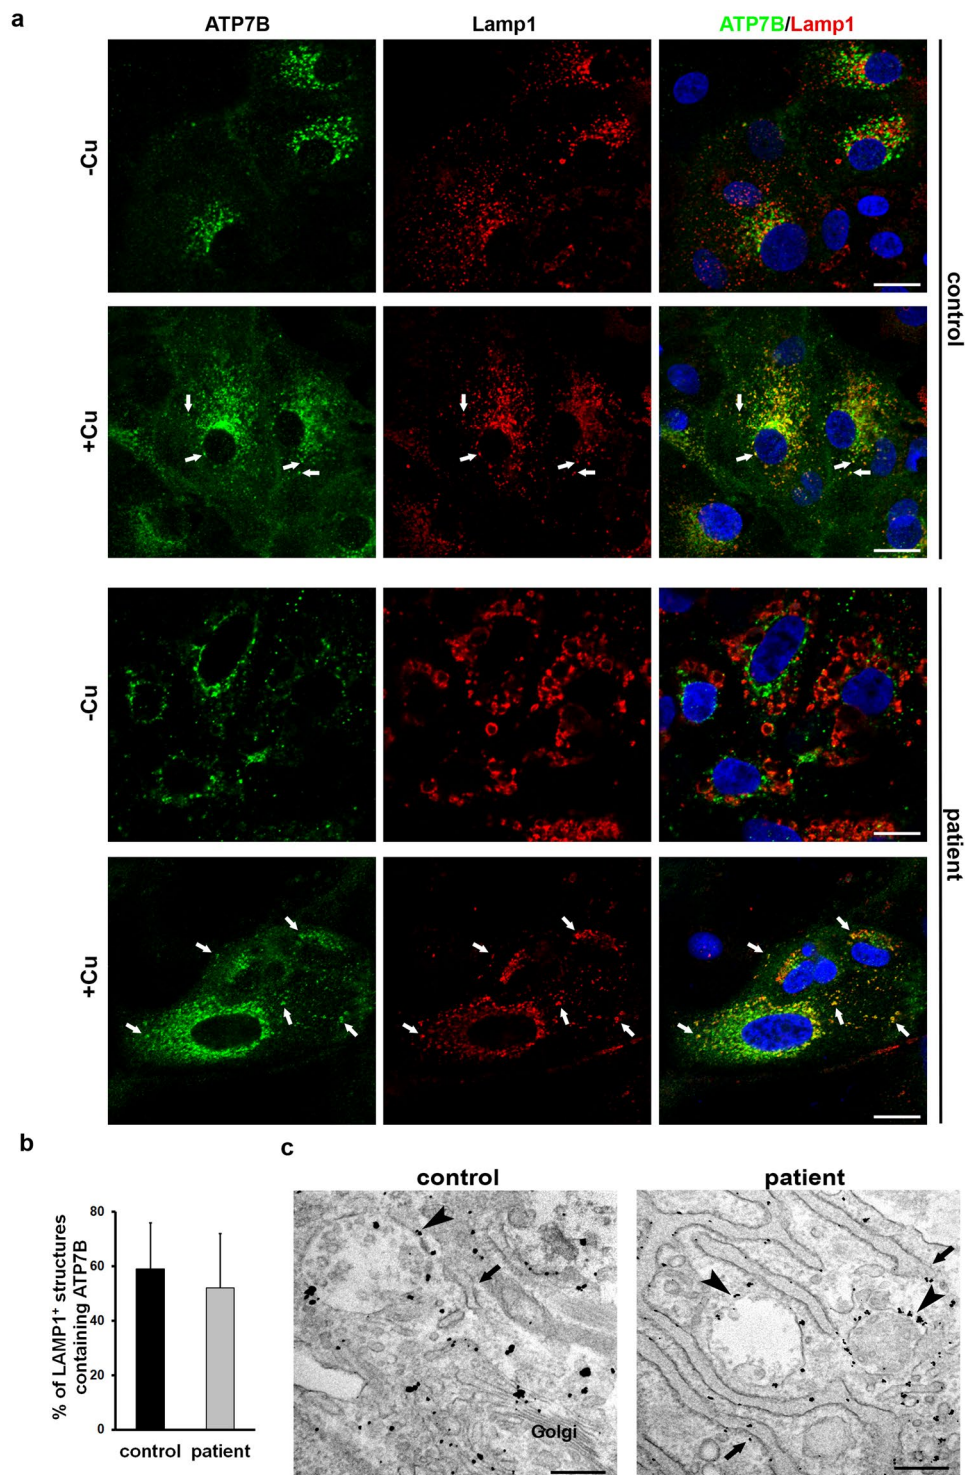 a
ATP7B
Lamp1
ATP7B/Lamp1
-Cu
+Cu
control
-Cu
+Cu
patient
b
% of LAMP1⁺ structures
containing ATP7B
80
60
40
20
0
control
patient
c
control
patient
Golgi